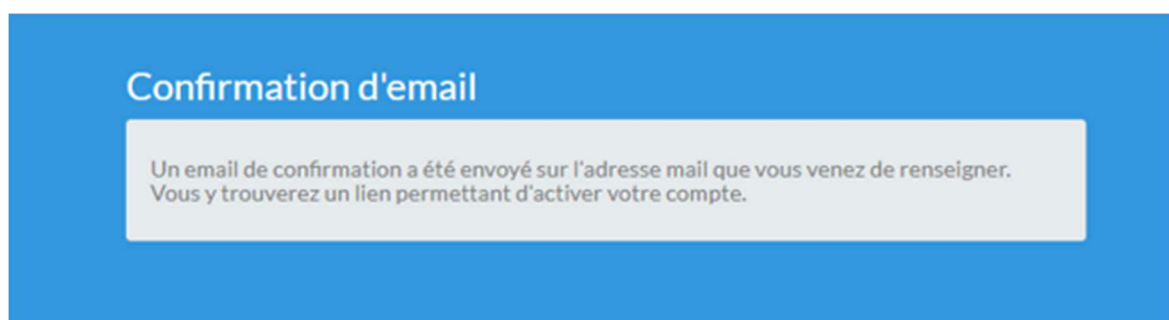 Confirmation d'email
Un email de confirmation a été envoyé sur l'adresse mail que vous venez de renseigner.
Vous y trouverez un lien permettant d'activer votre compte.